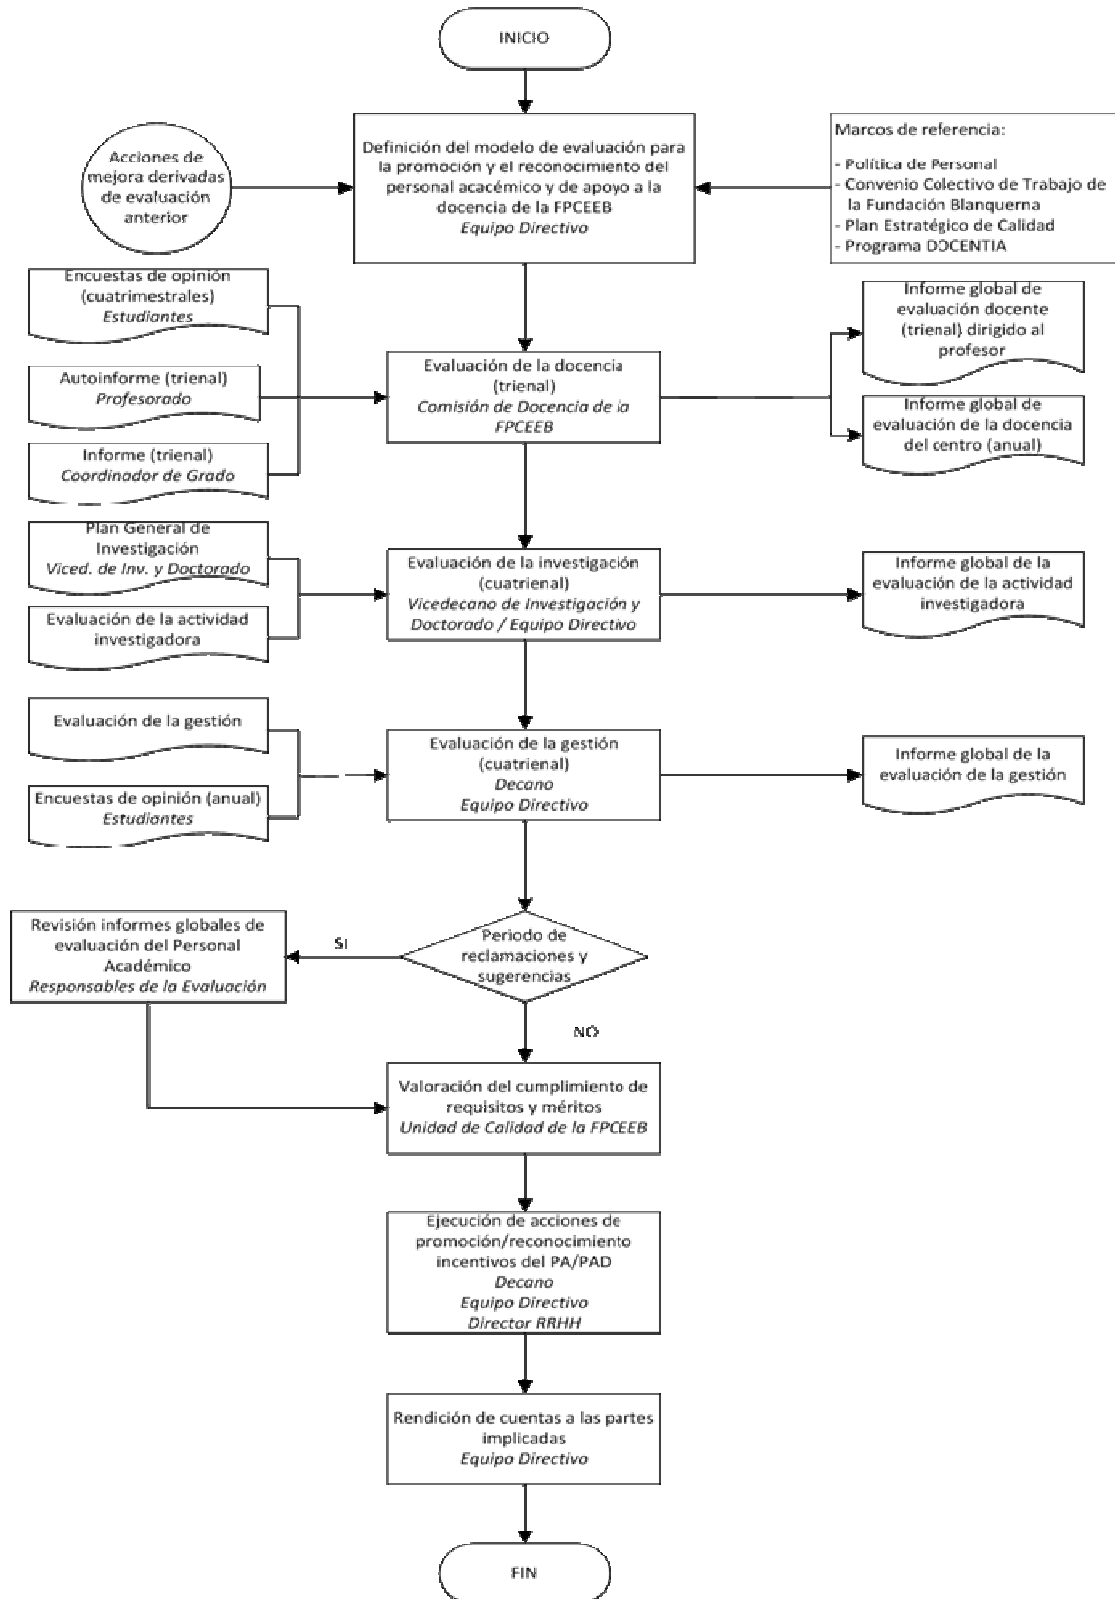 INICIO
Acciones de
mejora derivadas
de evaluación
anterior
Definición del modelo de evaluación para
la promoción y el reconocimiento del
personal académico y de apoyo a la
docencia de la FPCEEB
Equipo Directivo
Marcos de referencia:
- Política de Personal
- Convenio Colectivo de Trabajo de
la Fundación Blanquerna
- Plan Estratégico de Calidad
- Programa DOCENTIA
Encuestas de opinión
(cuatrimestrales)
Estudiantes
Autoinforme (trienal)
Profesorado
Informe (trienal)
Coordinador de Grado
Evaluación de la docencia
(trienal)
Comisión de Docencia de la
FPCEEB
Informe global de
evaluación docente
(trienal) dirigido al
profesor
Informe global de
evaluación de la docencia
del centro (anual)
Plan General de
Investigación
Viced. de Inv. y Doctorado
Evaluación de la actividad
investigadora
Evaluación de la investigación
(cuatrienal)
Vicedecano de Investigación y
Doctorado / Equipo Directivo
Informe global de la
evaluación de la actividad
investigadora
Evaluación de la gestión
Encuestas de opinión (anual)
Estudiantes
Evaluación de la gestión
(cuatrienal)
Decano
Equipo Directivo
Informe global de la
evaluación de la gestión
Revisión informes globales de
evaluación del Personal
Académico
Responsables de la Evaluación
SI
Periodo de
reclamaciones y
sugerencias
NO
Valoración del cumplimiento de
requisitos y méritos
Unidad de Calidad de la FPCEEB
Ejecución de acciones de
promoción/reconocimiento
incentivos del PA/PAD
Decano
Equipo Directivo
Director RRHH
Rendición de cuentas a las partes
implicadas
Equipo Directivo
FIN